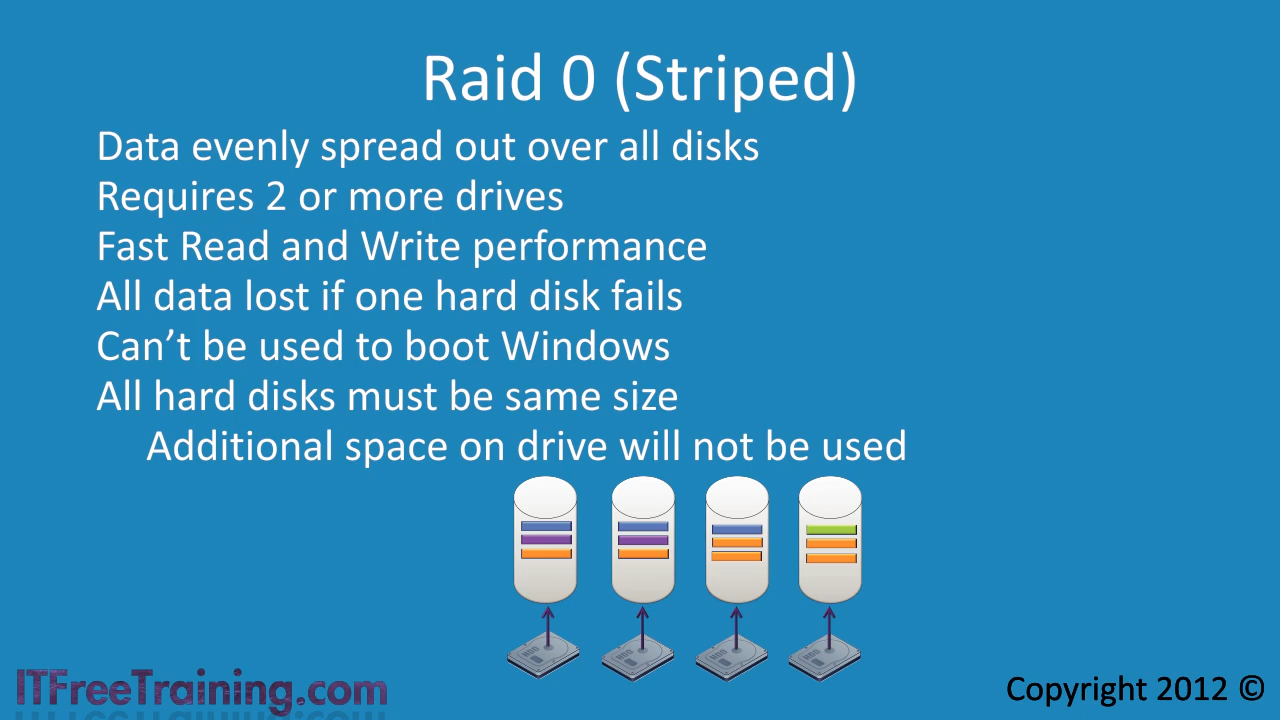 Raid 0 (Striped)
Data evenly spread out over all disks
Requires 2 or more drives
Fast Read and Write performance
All data lost if one hard disk fails
Can’t be used to boot Windows
All hard disks must be same size
Additional space on drive will not be used
ITFreeTraining.com
Copyright 2012 ©